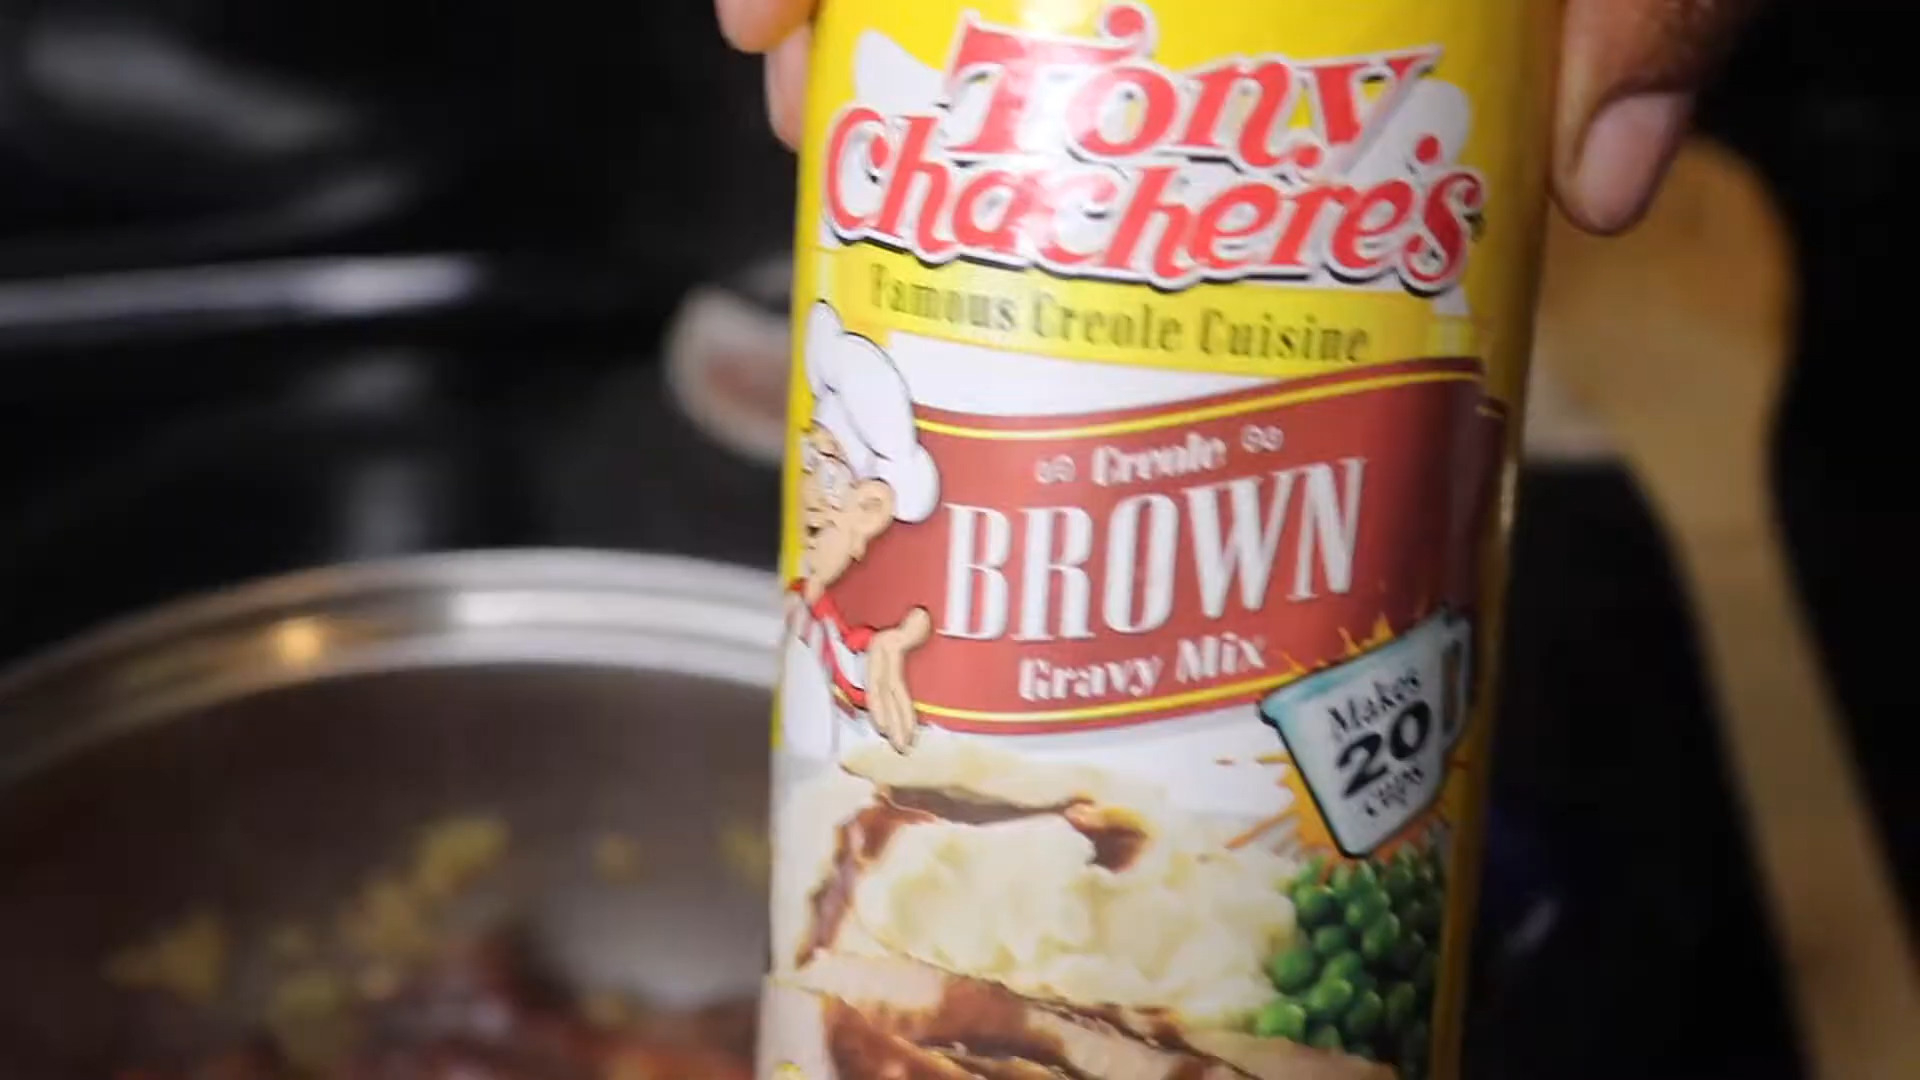 Tony
Chachere's
Famous Creole Cuisine
Creole
BROWN
Gravy Mix
Makes
20
Cups